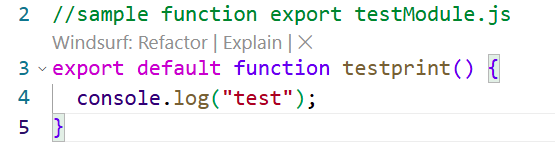 2 //sample function export testModule.js
Windsurf: Refactor | Explain | ×
3 export default function testprint() {
4 console.log("test");
5 }